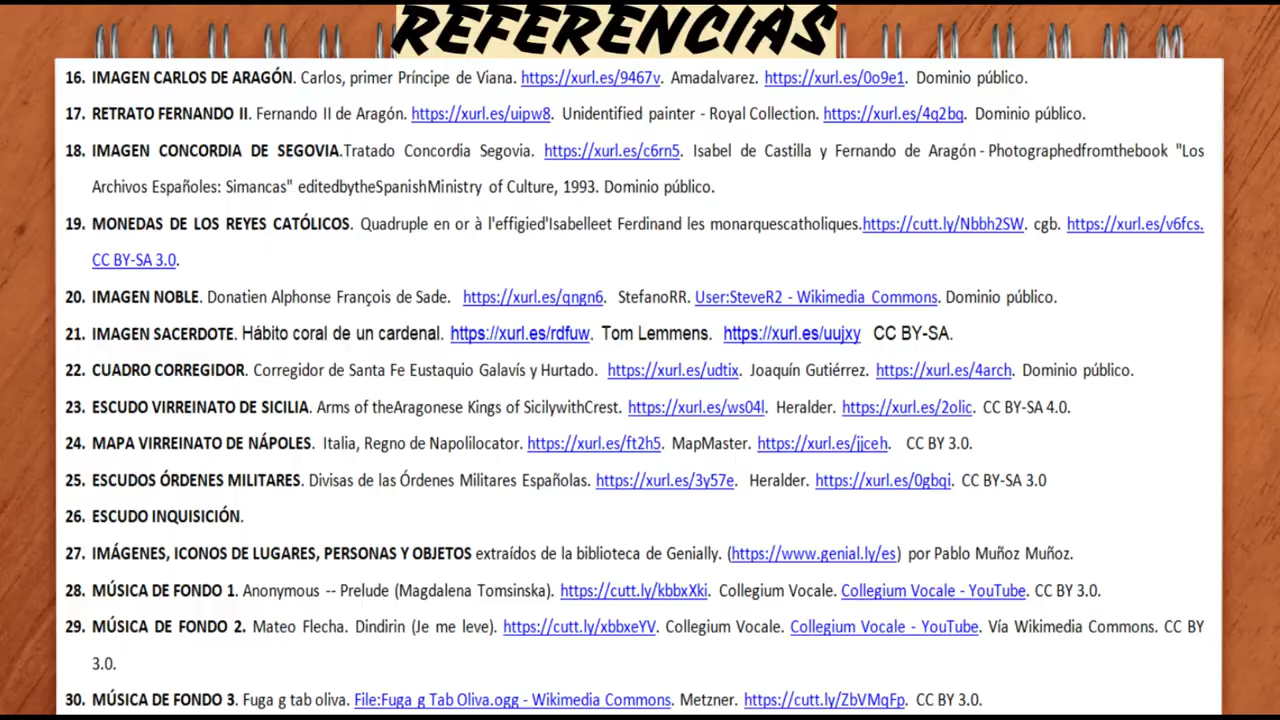 REFERENCIAS
16. IMAGEN CARLOS DE ARAGÓN. Carlos, primer Príncipe de Viana. https://xurl.es/9467v. Amadalvarez. https://xurl.es/0o9e1. Dominio público.
17. RETRATO FERNANDO II. Fernando II de Aragón. https://xurl.es/uipw8. Unidentified painter - Royal Collection. https://xurl.es/4q2bq. Dominio público.
18. IMAGEN CONCORDIA DE SEGOVIA.Tratado Concordia Segovia. https://xurl.es/c6rn5. Isabel de Castilla y Fernando de Aragón - Photographedfromthebook "Los
Archivos Españoles: Simancas" editedbytheSpanishMinistry of Culture, 1993. Dominio público.
19. MONEDAS DE LOS REYES CATÓLICOS. Quadruple en or à l'effigied'Isabelleet Ferdinand les monarquescatholiques.https://cutt.ly/Nbbh2SW. cgb. https://xurl.es/v6fcs.
CC BY-SA 3.0.
20. IMAGEN NOBLE. Donatien Alphonse François de Sade. https://xurl.es/qngn6. StefanoRR. User:SteveR2 - Wikimedia Commons. Dominio público.
21. IMAGEN SACERDOTE. Hábito coral de un cardenal. https://xurl.es/rdfuw. Tom Lemmens. https://xurl.es/uujxy CC BY-SA.
22. CUADRO CORREGIDOR. Corregidor de Santa Fe Eustaquio Galavís y Hurtado. https://xurl.es/udtix. Joaquín Gutiérrez. https://xurl.es/4arch. Dominio público.
23. ESCUDO VIRREINATO DE SICILIA. Arms of theAragonese Kings of SicilywithCrest. https://xurl.es/ws04l. Heralder. https://xurl.es/2olic. CC BY-SA 4.0.
24. MAPA VIRREINATO DE NÁPOLES. Italia, Regno de Napolilocator. https://xurl.es/ft2h5. MapMaster. https://xurl.es/jjceh. CC BY 3.0.
25. ESCUDOS ÓRDENES MILITARES. Divisas de las Órdenes Militares Españolas. https://xurl.es/3y57e. Heralder. https://xurl.es/0gbqi. CC BY-SA 3.0
26. ESCUDO INQUISICIÓN.
27. IMÁGENES, ICONOS DE LUGARES, PERSONAS Y OBJETOS extraídos de la biblioteca de Genially. (https://www.genial.ly/es) por Pablo Muñoz Muñoz.
28. MÚSICA DE FONDO 1. Anonymous -- Prelude (Magdalena Tomsinska). https://cutt.ly/kbbxXki. Collegium Vocale. Collegium Vocale - YouTube. CC BY 3.0.
29. MÚSICA DE FONDO 2. Mateo Flecha. Dindirin (Je me leve). https://cutt.ly/xbbxeYV. Collegium Vocale. Collegium Vocale - YouTube. Vía Wikimedia Commons. CC BY
3.0.
30. MÚSICA DE FONDO 3. Fuga g tab oliva. File:Fuga g Tab Oliva.ogg - Wikimedia Commons. Metzner. https://cutt.ly/ZbVMqFp. CC BY 3.0.